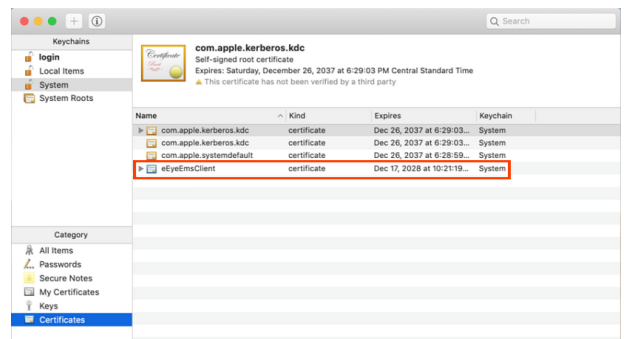 Search
Keychains
login
Local Items
System
System Roots
Certificate
Root
com.apple.kerberos.kdc
Self-signed root certificate
Expires: Saturday, December 26, 2037 at 6:29:03 PM Central Standard Time
This certificate has not been verified by a third party
Name Kind Expires Keychain
com.apple.kerberos.kdc certificate Dec 26, 2037 at 6:29:03... System
com.apple.kerberos.kdc certificate Dec 26, 2037 at 6:29:03... System
com.apple.systemdefault certificate Dec 26, 2037 at 6:28:59... System
eEyeEmsClient certificate Dec 17, 2028 at 10:21:19... System
Category
All Items
Passwords
Secure Notes
My Certificates
Keys
Certificates